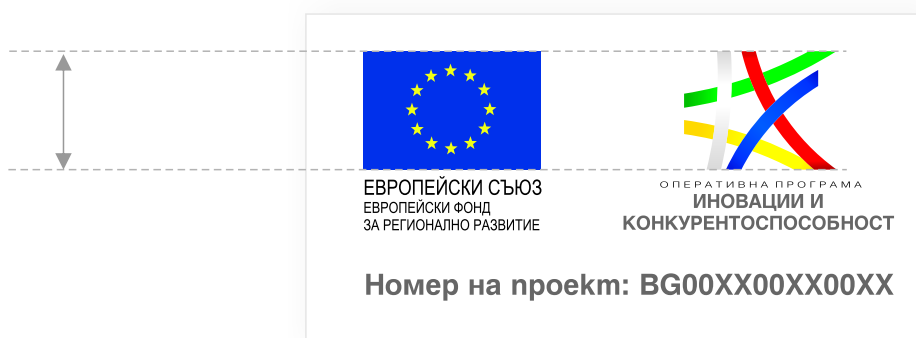 ЕВРОПЕЙСКИ СЪЮЗ
ЕВРОПЕЙСКИ ФОНД
ЗА РЕГИОНАЛНО РАЗВИТИЕ
ОПЕРАТИВНА ПРОГРАМА
ИНОВАЦИИ И
КОНКУРЕНТОСПОСОБНОСТ
Номер на проект: BG00XX00XX00XX